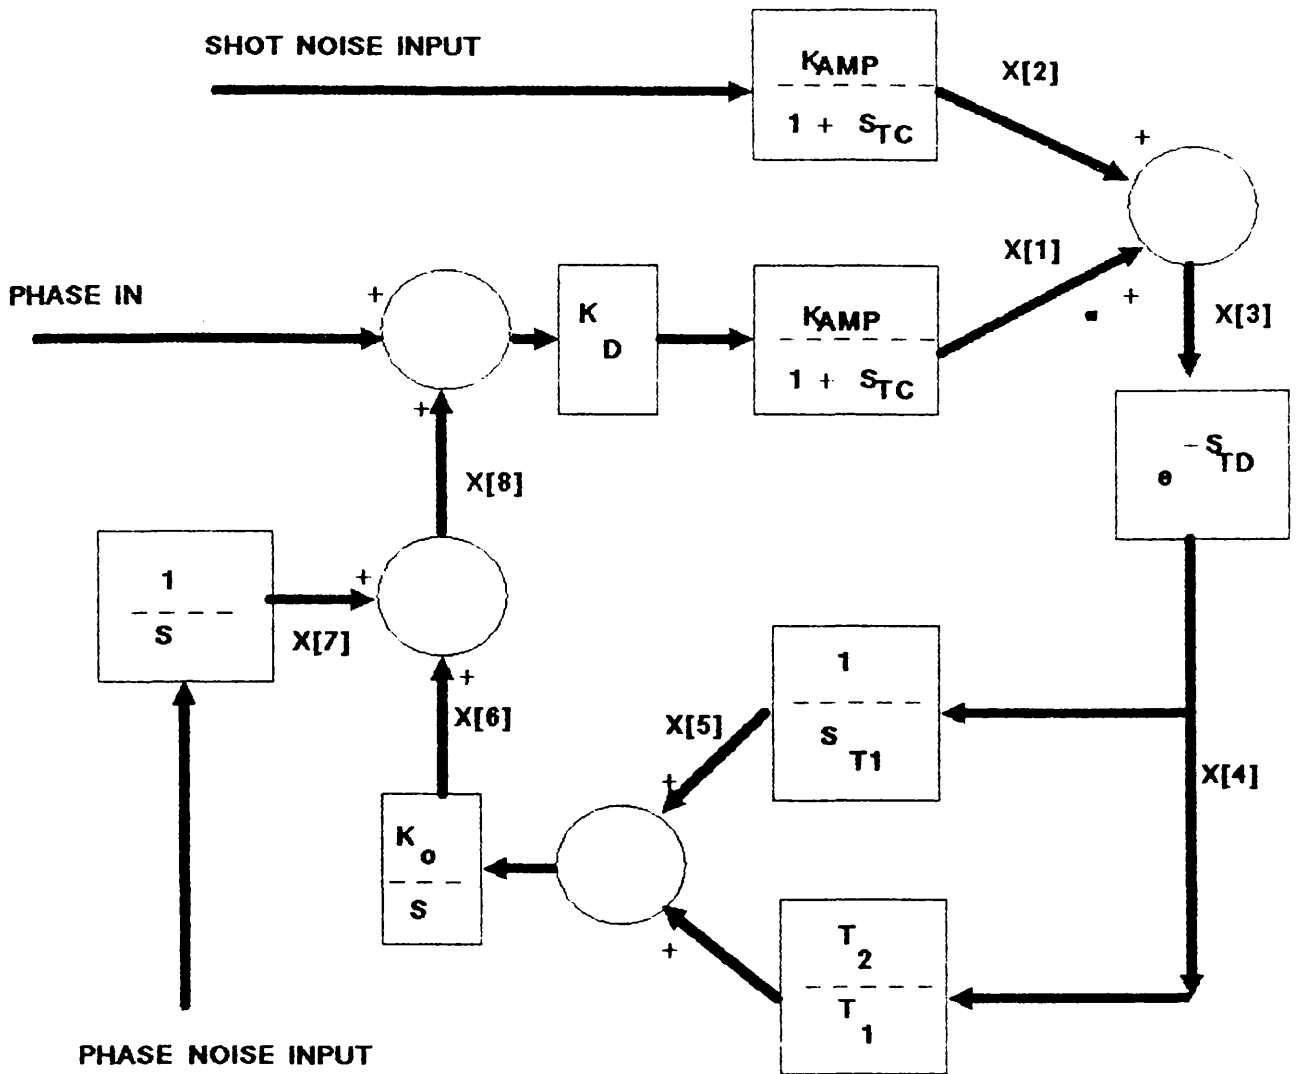 SHOT NOISE INPUT
KAMP
1 + STC
X[2]
+
PHASE IN
+
K
D
KAMP
1 + STC
X[1]
+
X[3]
+
e -STD
X[8]
1
S
+
X[7]
+
X[6]
1
S T1
X[5]
+
X[4]
Ko
S
+
T2
T1
PHASE NOISE INPUT